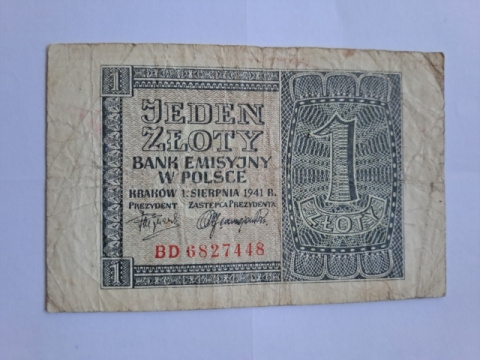 1
JEDEN
ZŁOTY
BANK EMISYJNY
W POLSCE
KRAKÓW 1. SIERPNIA 1941 R.
PREZYDENT ZASTĘPCA PREZYDENTA
BD 6827448
1
1
ZŁOTY